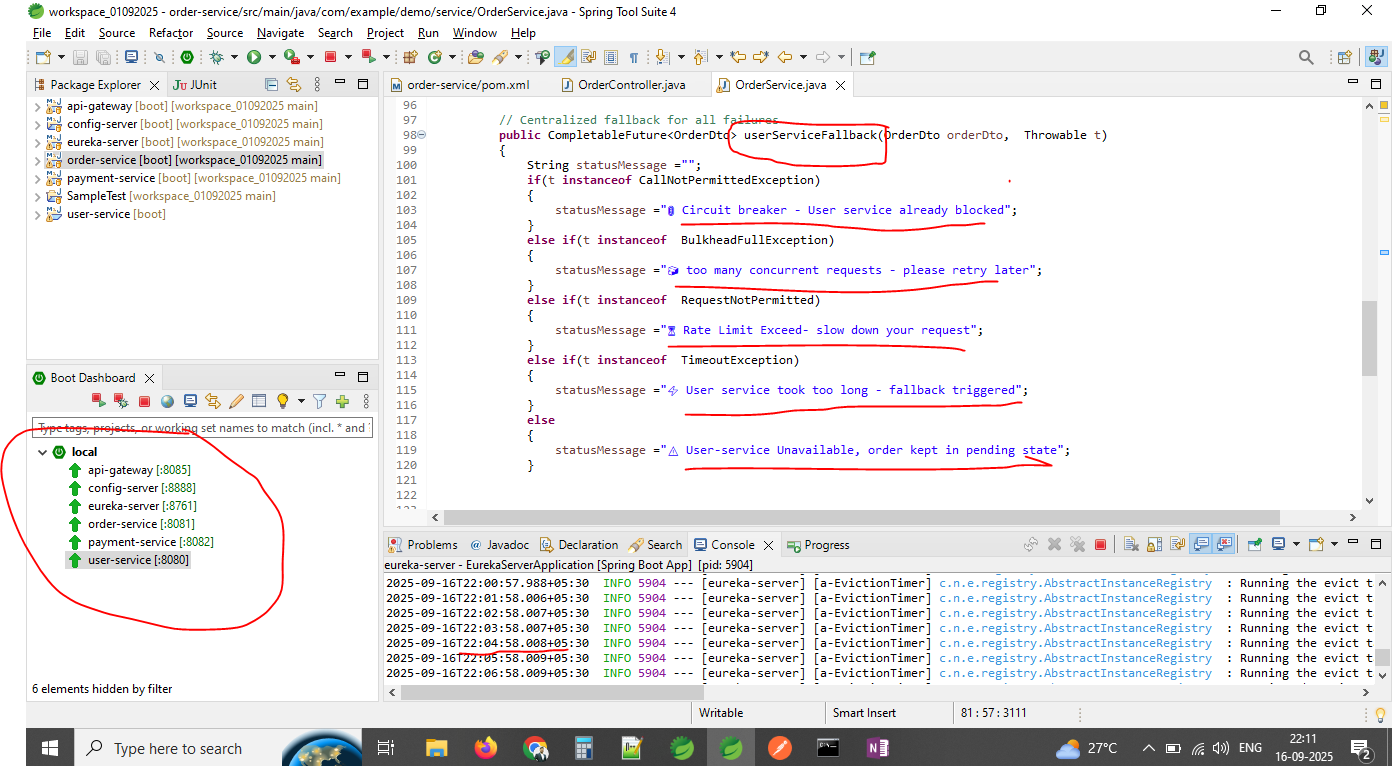 workspace_01092025 - order-service/src/main/java/com/example/demo/service/OrderService.java - Spring Tool Suite 4
File Edit Source Refactor Source Navigate Search Project Run Window Help
Package Explorer JUnit
api-gateway [boot] [workspace_01092025 main]
config-server [boot] [workspace_01092025 main]
eureka-server [boot] [workspace_01092025 main]
order-service [boot] [workspace_01092025 main]
payment-service [boot] [workspace_01092025 main]
SampleTest [workspace_01092025 main]
user-service [boot]
Boot Dashboard
Type tags, projects, or working set names to match (incl. * and
local
api-gateway [:8085]
config-server [:8888]
eureka-server [:8761]
order-service [:8081]
payment-service [:8082]
user-service [:8080]
6 elements hidden by filter
order-service/pom.xml OrderController.java OrderService.java
96
97 // Centralized fallback for all failures
98 public CompletableFuture<OrderDto> userServiceFallback(OrderDto orderDto, Throwable t)
99 {
100 String statusMessage ="";
101 if(t instanceof CallNotPermittedException)
102 {
103 statusMessage =" Circuit breaker - User service already blocked";
104 }
105 else if(t instanceof BulkheadFullException)
106 {
107 statusMessage =" too many concurrent requests - please retry later";
108 }
109 else if(t instanceof RequestNotPermitted)
110 {
111 statusMessage ="⏳ Rate Limit Exceed- slow down your request";
112 }
113 else if(t instanceof TimeoutException)
114 {
115 statusMessage ="⚡ User service took too long - fallback triggered";
116 }
117 else
118 {
119 statusMessage ="⚠ User-service Unavailable, order kept in pending state";
120 }
121
122
Problems Javadoc Declaration Search Console Progress
eureka-server - EurekaServerApplication [Spring Boot App] [pid: 5904]
2025-09-16T22:00:57.988+05:30 INFO 5904 --- [eureka-server] [a-EvictionTimer] c.n.e.registry.AbstractInstanceRegistry : Running the evict t
2025-09-16T22:01:58.006+05:30 INFO 5904 --- [eureka-server] [a-EvictionTimer] c.n.e.registry.AbstractInstanceRegistry : Running the evict t
2025-09-16T22:02:58.007+05:30 INFO 5904 --- [eureka-server] [a-EvictionTimer] c.n.e.registry.AbstractInstanceRegistry : Running the evict t
2025-09-16T22:03:58.007+05:30 INFO 5904 --- [eureka-server] [a-EvictionTimer] c.n.e.registry.AbstractInstanceRegistry : Running the evict t
2025-09-16T22:04:58.008+05:30 INFO 5904 --- [eureka-server] [a-EvictionTimer] c.n.e.registry.AbstractInstanceRegistry : Running the evict t
2025-09-16T22:05:58.009+05:30 INFO 5904 --- [eureka-server] [a-EvictionTimer] c.n.e.registry.AbstractInstanceRegistry : Running the evict t
2025-09-16T22:06:58.009+05:30 INFO 5904 --- [eureka-server] [a-EvictionTimer] c.n.e.registry.AbstractInstanceRegistry : Running the evict t
Writable Smart Insert 81 : 57 : 3111
Type here to search
27°C ENG 22:11
16-09-2025 2